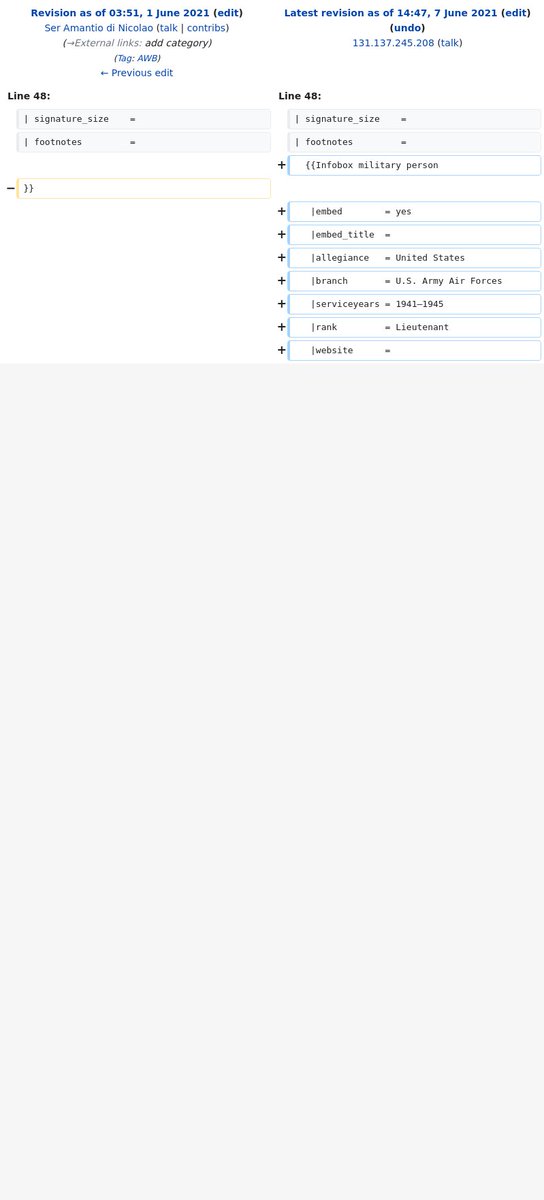 Revision as of 03:51, 1 June 2021 (edit)
Ser Amantio di Nicolao (talk | contribs)
(→External links: add category)
(Tag: AWB)
← Previous edit
Latest revision as of 14:47, 7 June 2021 (edit)
(undo)
131.137.245.208 (talk)
Line 48:
Line 48:
| signature_size    =
| signature_size    =
| footnotes         =
| footnotes         =
+ {{Infobox military person
− }}
+ |embed        = yes
+ |embed_title  =
+ |allegiance   = United States
+ |branch       = U.S. Army Air Forces
+ |serviceyears = 1941–1945
+ |rank         = Lieutenant
+ |website      =